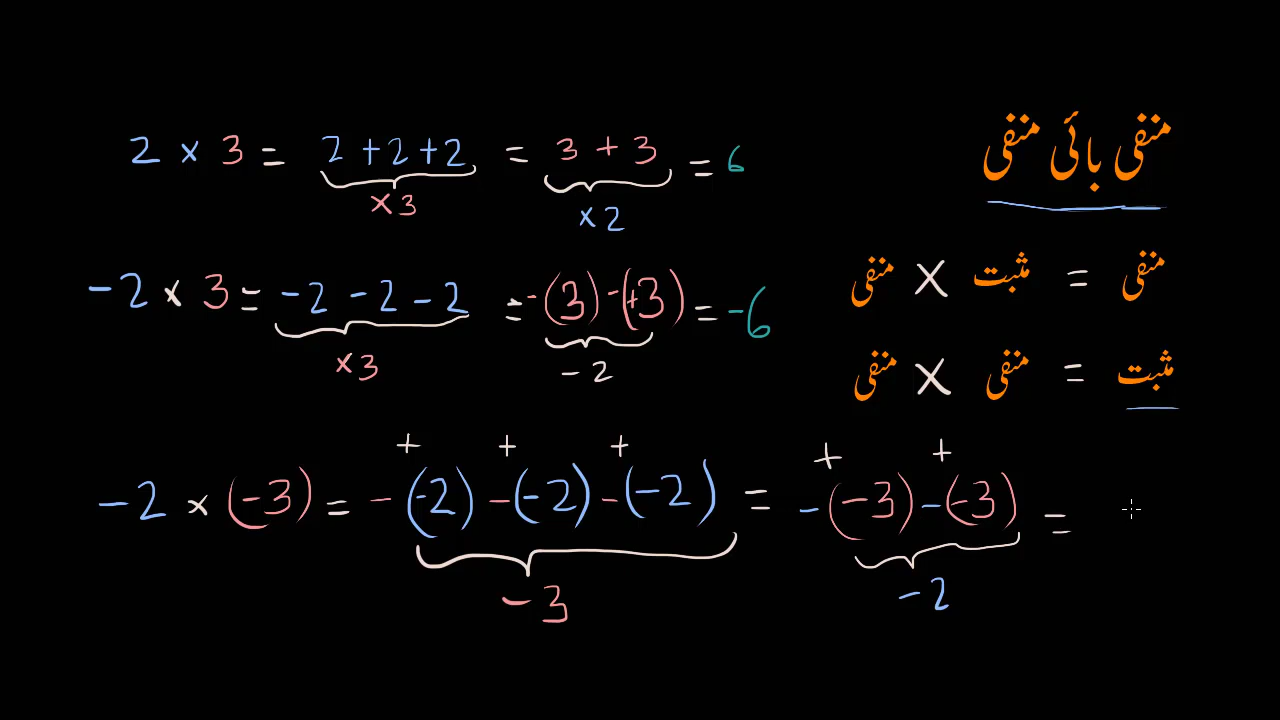 منفی بائی منفی
2 × 3 = 2 + 2 + 2 = 3 + 3 = 6
×3 ×2
منفی X مثبت = منفی
-2 × 3 = -2 -2 -2 = -(3) -(+3) = -6
×3 -2
منفی X منفی = مثبت
+ + + + +
-2 × (-3) = -(-2) -(-2) -(-2) = -(-3) -(-3) =
-3 -2